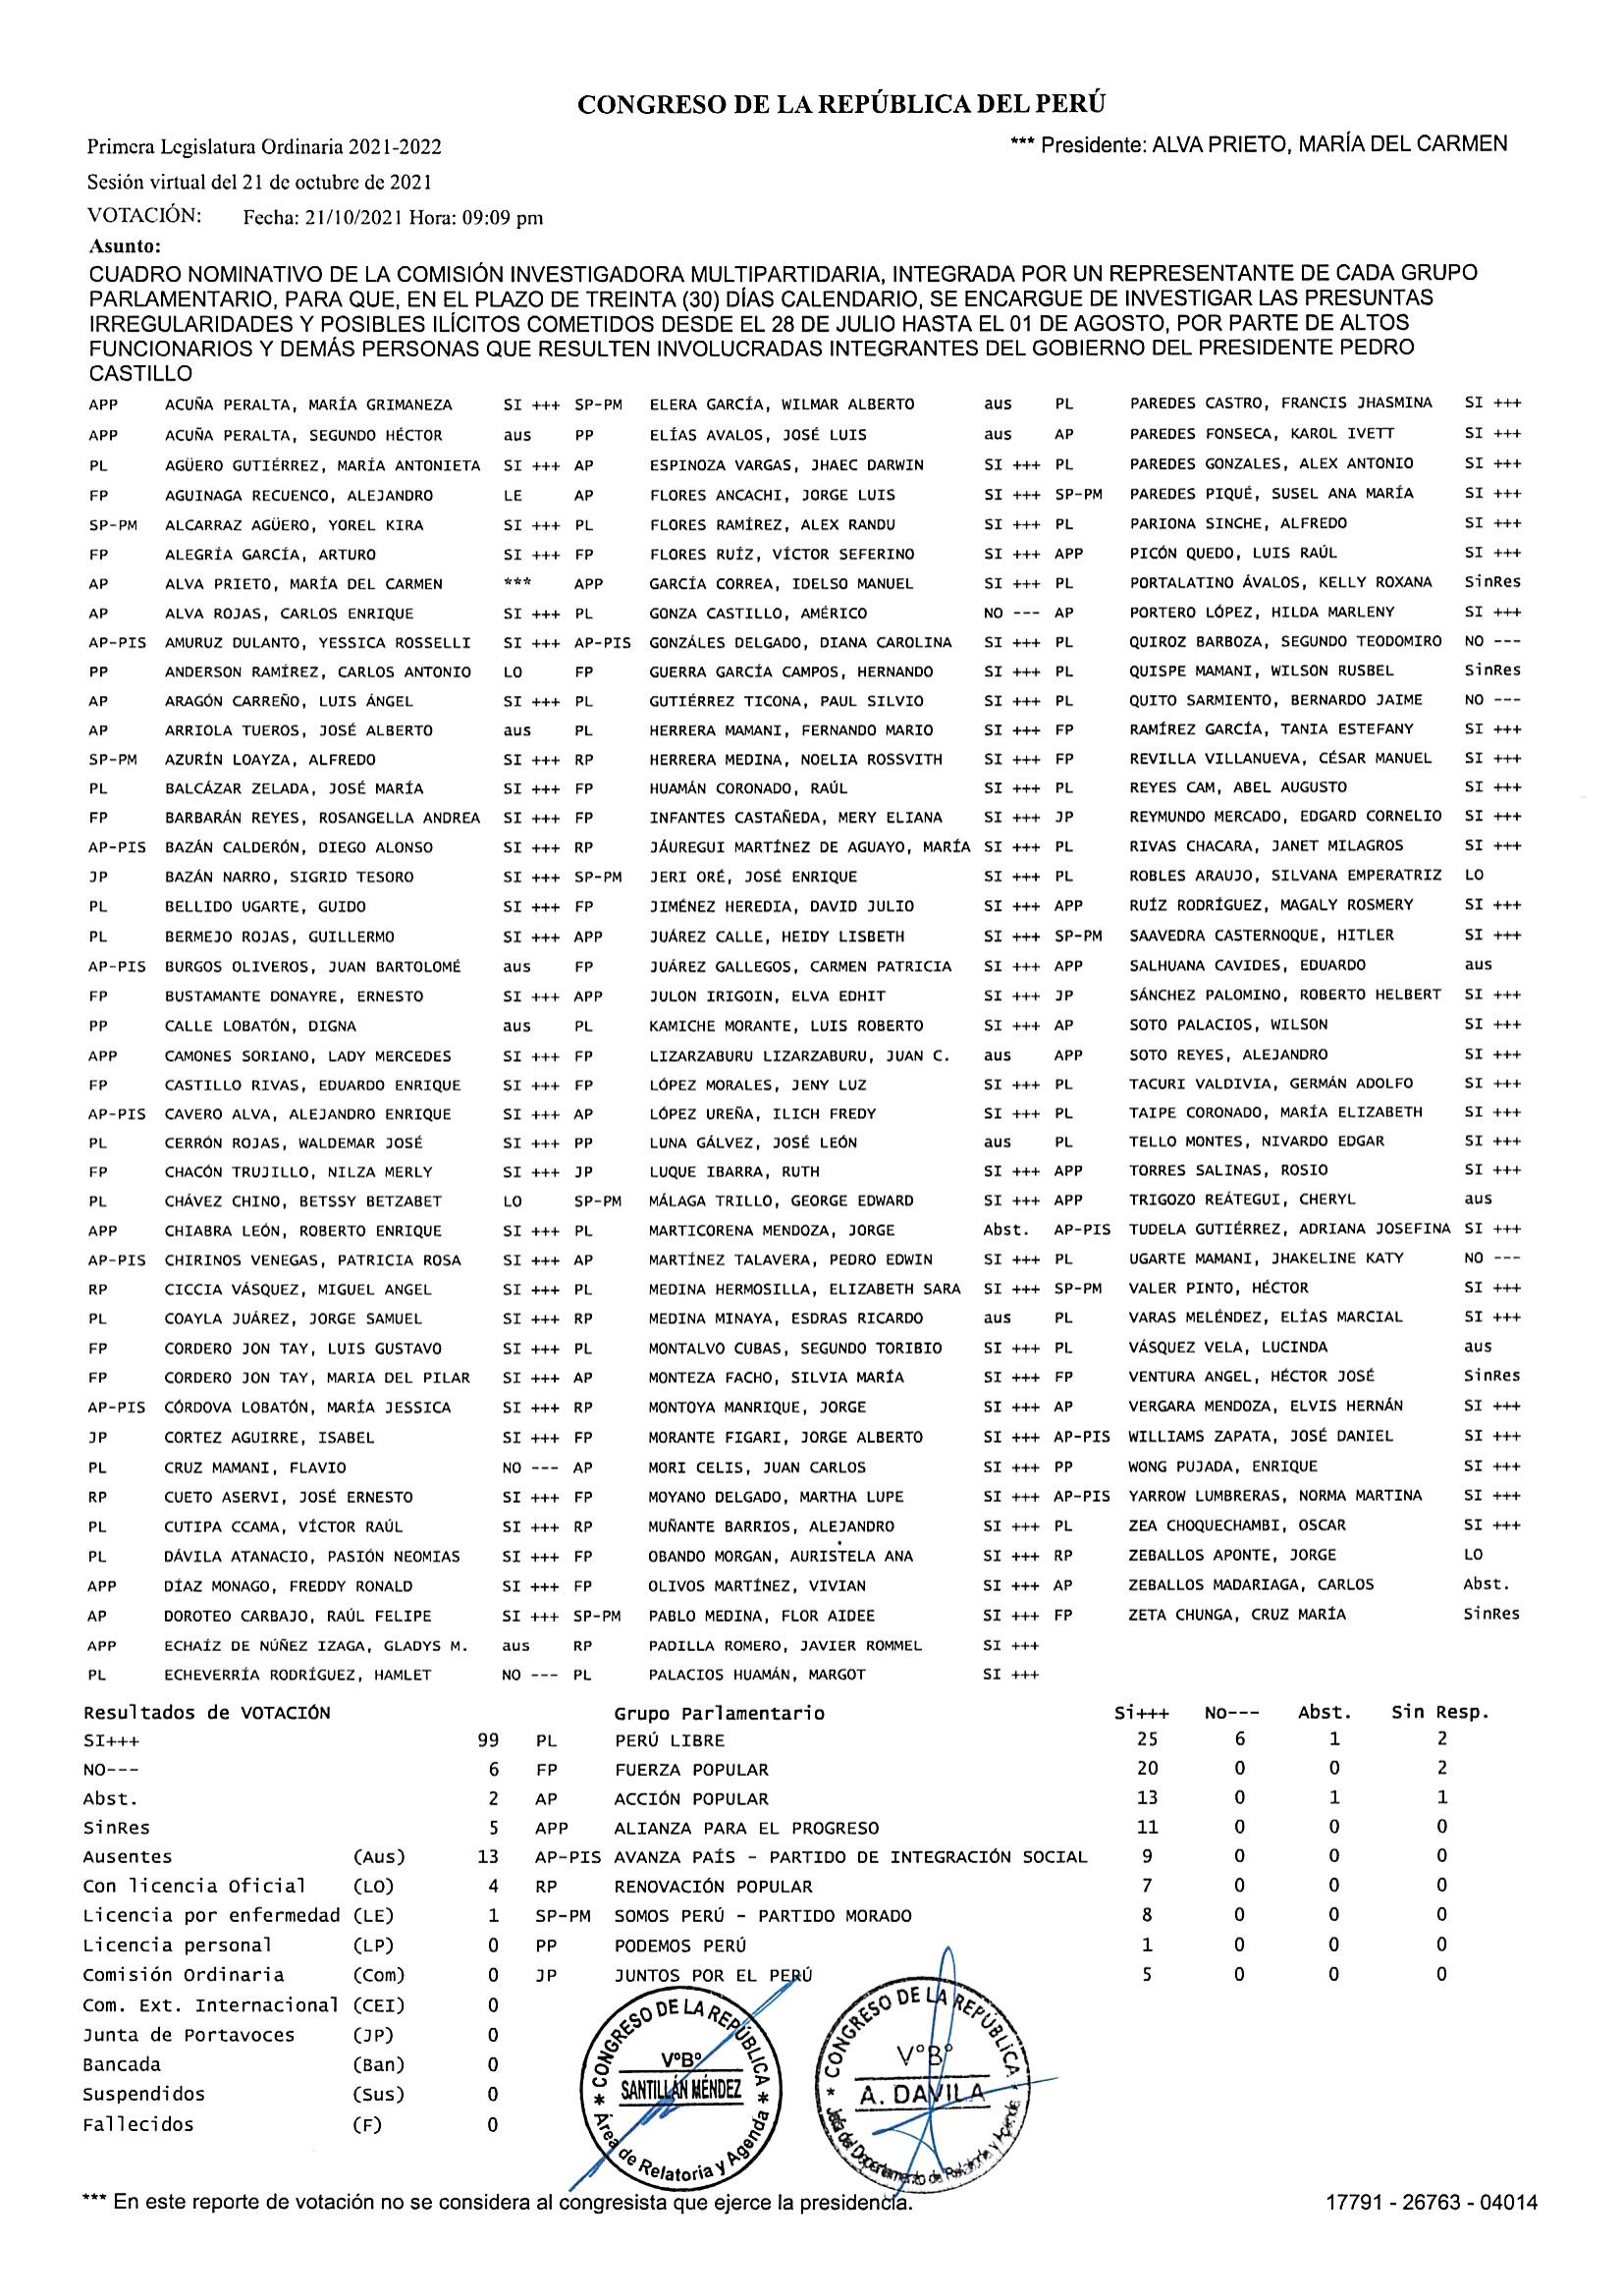 CONGRESO DE LA REPÚBLICA DEL PERÚ
Primera Legislatura Ordinaria 2021-2022 *** Presidente: ALVA PRIETO, MARÍA DEL CARMEN
Sesión virtual del 21 de octubre de 2021
VOTACIÓN: Fecha: 21/10/2021 Hora: 09:09 pm
Asunto:
CUADRO NOMINATIVO DE LA COMISIÓN INVESTIGADORA MULTIPARTIDARIA, INTEGRADA POR UN REPRESENTANTE DE CADA GRUPO
PARLAMENTARIO, PARA QUE, EN EL PLAZO DE TREINTA (30) DÍAS CALENDARIO, SE ENCARGUE DE INVESTIGAR LAS PRESUNTAS
IRREGULARIDADES Y POSIBLES ILÍCITOS COMETIDOS DESDE EL 28 DE JULIO HASTA EL 01 DE AGOSTO, POR PARTE DE ALTOS
FUNCIONARIOS Y DEMÁS PERSONAS QUE RESULTEN INVOLUCRADAS INTEGRANTES DEL GOBIERNO DEL PRESIDENTE PEDRO
CASTILLO
APP ACUÑA PERALTA, MARÍA GRIMANEZA SI +++ SP-PM ELERA GARCÍA, WILMAR ALBERTO aus PL PAREDES CASTRO, FRANCIS JHASMINA SI +++
APP ACUÑA PERALTA, SEGUNDO HÉCTOR aus PP ELÍAS AVALOS, JOSÉ LUIS aus AP PAREDES FONSECA, KAROL IVETT SI +++
PL AGÜERO GUTIÉRREZ, MARÍA ANTONIETA SI +++ AP ESPINOZA VARGAS, JHAEC DARWIN SI +++ PL PAREDES GONZALES, ALEX ANTONIO SI +++
FP AGUINAGA RECUENCO, ALEJANDRO LE AP FLORES ANCACHI, JORGE LUIS SI +++ SP-PM PAREDES PIQUÉ, SUSEL ANA MARÍA SI +++
SP-PM ALCARRAZ AGÜERO, YOREL KIRA SI +++ PL FLORES RAMÍREZ, ALEX RANDU SI +++ PL PARIONA SINCHE, ALFREDO SI +++
FP ALEGRÍA GARCÍA, ARTURO SI +++ FP FLORES RUÍZ, VÍCTOR SEFERINO SI +++ APP PICÓN QUEDO, LUIS RAÚL SI +++
AP ALVA PRIETO, MARÍA DEL CARMEN *** APP GARCÍA CORREA, IDELSO MANUEL SI +++ PL PORTALATINO ÁVALOS, KELLY ROXANA SinRes
AP ALVA ROJAS, CARLOS ENRIQUE SI +++ PL GONZA CASTILLO, AMÉRICO NO --- AP PORTERO LÓPEZ, HILDA MARLENY SI +++
AP-PIS AMURUZ DULANTO, YESSICA ROSSELLI SI +++ AP-PIS GONZÁLES DELGADO, DIANA CAROLINA SI +++ PL QUIROZ BARBOZA, SEGUNDO TEODOMIRO NO ---
PP ANDERSON RAMÍREZ, CARLOS ANTONIO LO FP GUERRA GARCÍA CAMPOS, HERNANDO SI +++ PL QUISPE MAMANI, WILSON RUSBEL SinRes
AP ARAGÓN CARREÑO, LUIS ÁNGEL SI +++ PL GUTIÉRREZ TICONA, PAUL SILVIO SI +++ PL QUITO SARMIENTO, BERNARDO JAIME NO ---
AP ARRIOLA TUEROS, JOSÉ ALBERTO aus PL HERRERA MAMANI, FERNANDO MARIO SI +++ FP RAMÍREZ GARCÍA, TANIA ESTEFANY SI +++
SP-PM AZURÍN LOAYZA, ALFREDO SI +++ RP HERRERA MEDINA, NOELIA ROSSVITH SI +++ FP REVILLA VILLANUEVA, CÉSAR MANUEL SI +++
PL BALCÁZAR ZELADA, JOSÉ MARÍA SI +++ FP HUAMÁN CORONADO, RAÚL SI +++ PL REYES CAM, ABEL AUGUSTO SI +++
FP BARBARÁN REYES, ROSANGELLA ANDREA SI +++ FP INFANTES CASTAÑEDA, MERY ELIANA SI +++ JP REYMUNDO MERCADO, EDGARD CORNELIO SI +++
AP-PIS BAZÁN CALDERÓN, DIEGO ALONSO SI +++ RP JÁUREGUI MARTÍNEZ DE AGUAYO, MARÍA SI +++ PL RIVAS CHACARA, JANET MILAGROS SI +++
JP BAZÁN NARRO, SIGRID TESORO SI +++ SP-PM JERI ORÉ, JOSÉ ENRIQUE SI +++ PL ROBLES ARAUJO, SILVANA EMPERATRIZ LO
PL BELLIDO UGARTE, GUIDO SI +++ FP JIMÉNEZ HEREDIA, DAVID JULIO SI +++ APP RUÍZ RODRÍGUEZ, MAGALY ROSMERY SI +++
PL BERMEJO ROJAS, GUILLERMO SI +++ APP JUÁREZ CALLE, HEIDY LISBETH SI +++ SP-PM SAAVEDRA CASTERNOQUE, HITLER SI +++
AP-PIS BURGOS OLIVEROS, JUAN BARTOLOMÉ aus FP JUÁREZ GALLEGOS, CARMEN PATRICIA SI +++ APP SALHUANA CAVIDES, EDUARDO aus
FP BUSTAMANTE DONAYRE, ERNESTO SI +++ APP JULON IRIGOIN, ELVA EDHIT SI +++ JP SÁNCHEZ PALOMINO, ROBERTO HELBERT SI +++
PP CALLE LOBATÓN, DIGNA aus PL KAMICHE MORANTE, LUIS ROBERTO SI +++ AP SOTO PALACIOS, WILSON SI +++
APP CAMONES SORIANO, LADY MERCEDES SI +++ FP LIZARZABURU LIZARZABURU, JUAN C. aus APP SOTO REYES, ALEJANDRO SI +++
FP CASTILLO RIVAS, EDUARDO ENRIQUE SI +++ FP LÓPEZ MORALES, JENY LUZ SI +++ PL TACURI VALDIVIA, GERMÁN ADOLFO SI +++
AP-PIS CAVERO ALVA, ALEJANDRO ENRIQUE SI +++ AP LÓPEZ UREÑA, ILICH FREDY SI +++ PL TAIPE CORONADO, MARÍA ELIZABETH SI +++
PL CERRÓN ROJAS, WALDEMAR JOSÉ SI +++ PP LUNA GÁLVEZ, JOSÉ LEÓN aus PL TELLO MONTES, NIVARDO EDGAR SI +++
FP CHACÓN TRUJILLO, NILZA MERLY SI +++ JP LUQUE IBARRA, RUTH SI +++ APP TORRES SALINAS, ROSIO SI +++
PL CHÁVEZ CHINO, BETSSY BETZABET LO SP-PM MÁLAGA TRILLO, GEORGE EDWARD SI +++ APP TRIGOZO REÁTEGUI, CHERYL aus
APP CHIABRA LEÓN, ROBERTO ENRIQUE SI +++ PL MARTICORENA MENDOZA, JORGE Abst. AP-PIS TUDELA GUTIÉRREZ, ADRIANA JOSEFINA SI +++
AP-PIS CHIRINOS VENEGAS, PATRICIA ROSA SI +++ AP MARTÍNEZ TALAVERA, PEDRO EDWIN SI +++ PL UGARTE MAMANI, JHAKELINE KATY NO ---
RP CICCIA VÁSQUEZ, MIGUEL ANGEL SI +++ PL MEDINA HERMOSILLA, ELIZABETH SARA SI +++ SP-PM VALER PINTO, HÉCTOR SI +++
PL COAYLA JUÁREZ, JORGE SAMUEL SI +++ RP MEDINA MINAYA, ESDRAS RICARDO aus PL VARAS MELÉNDEZ, ELÍAS MARCIAL SI +++
FP CORDERO JON TAY, LUIS GUSTAVO SI +++ PL MONTALVO CUBAS, SEGUNDO TORIBIO SI +++ PL VÁSQUEZ VELA, LUCINDA aus
FP CORDERO JON TAY, MARIA DEL PILAR SI +++ AP MONTEZA FACHO, SILVIA MARÍA SI +++ FP VENTURA ANGEL, HÉCTOR JOSÉ SinRes
AP-PIS CÓRDOVA LOBATÓN, MARÍA JESSICA SI +++ RP MONTOYA MANRIQUE, JORGE SI +++ AP VERGARA MENDOZA, ELVIS HERNÁN SI +++
JP CORTEZ AGUIRRE, ISABEL SI +++ FP MORANTE FIGARI, JORGE ALBERTO SI +++ AP-PIS WILLIAMS ZAPATA, JOSÉ DANIEL SI +++
PL CRUZ MAMANI, FLAVIO NO --- AP MORI CELIS, JUAN CARLOS SI +++ PP WONG PUJADA, ENRIQUE SI +++
RP CUETO ASERVI, JOSÉ ERNESTO SI +++ FP MOYANO DELGADO, MARTHA LUPE SI +++ AP-PIS YARROW LUMBRERAS, NORMA MARTINA SI +++
PL CUTIPA CCAMA, VÍCTOR RAÚL SI +++ RP MUÑANTE BARRIOS, ALEJANDRO SI +++ PL ZEA CHOQUECHAMBI, OSCAR SI +++
PL DÁVILA ATANACIO, PASIÓN NEOMIAS SI +++ FP OBANDO MORGAN, AURISTELA ANA SI +++ RP ZEBALLOS APONTE, JORGE LO
APP DÍAZ MONAGO, FREDDY RONALD SI +++ FP OLIVOS MARTÍNEZ, VIVIAN SI +++ AP ZEBALLOS MADARIAGA, CARLOS Abst.
AP DOROTEO CARBAJO, RAÚL FELIPE SI +++ SP-PM PABLO MEDINA, FLOR AIDEE SI +++ FP ZETA CHUNGA, CRUZ MARÍA SinRes
APP ECHAÍZ DE NÚÑEZ IZAGA, GLADYS M. aus RP PADILLA ROMERO, JAVIER ROMMEL SI +++
PL ECHEVERRÍA RODRÍGUEZ, HAMLET NO --- PL PALACIOS HUAMÁN, MARGOT SI +++
Resultados de VOTACIÓN Grupo Parlamentario Si+++ No--- Abst. Sin Resp.
SI+++ 99 PL PERÚ LIBRE 25 6 1 2
NO--- 6 FP FUERZA POPULAR 20 0 0 2
Abst. 2 AP ACCIÓN POPULAR 13 0 1 1
SinRes 5 APP ALIANZA PARA EL PROGRESO 11 0 0 0
Ausentes (Aus) 13 AP-PIS AVANZA PAÍS - PARTIDO DE INTEGRACIÓN SOCIAL 9 0 0 0
Con licencia Oficial (LO) 4 RP RENOVACIÓN POPULAR 7 0 0 0
Licencia por enfermedad (LE) 1 SP-PM SOMOS PERÚ - PARTIDO MORADO 8 0 0 0
Licencia personal (LP) 0 PP PODEMOS PERÚ 1 0 0 0
Comisión Ordinaria (Com) 0 JP JUNTOS POR EL PERÚ 5 0 0 0
Com. Ext. Internacional (CEI) 0
Junta de Portavoces (JP) 0
Bancada (Ban) 0
Suspendidos (Sus) 0
Fallecidos (F) 0
* CONGRESO DE LA REPÚBLICA *
V°B°
SANTILLÁN MÉNDEZ
Área de Relatoría y Agenda
* CONGRESO DE LA REPÚBLICA *
V°B°
A. DAVILA
Jefa del Departamento de Relatoría y Agenda
*** En este reporte de votación no se considera al congresista que ejerce la presidencia. 17791 - 26763 - 04014